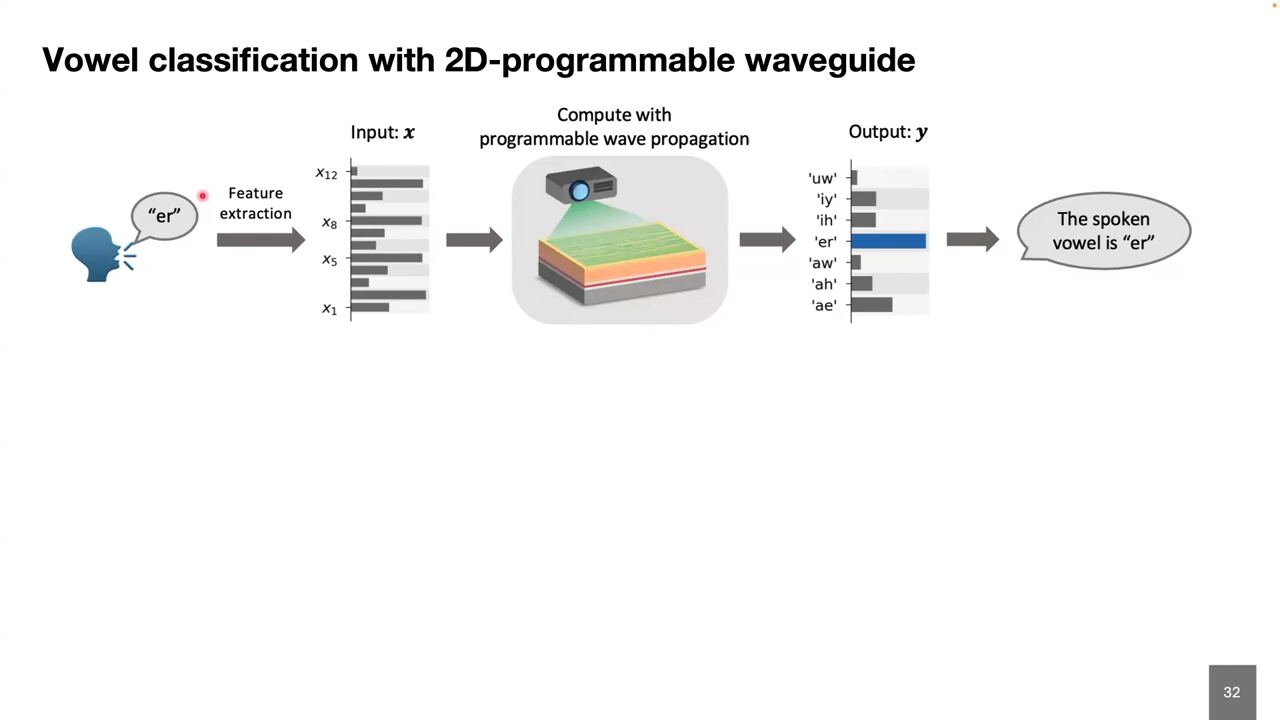 Vowel classification with 2D-programmable waveguide
“er”
Feature
extraction
Input: x
x12
x8
x5
x1
Compute with
programmable wave propagation
Output: y
'uw'
'iy'
'ih'
'er'
'aw'
'ah'
'ae'
The spoken
vowel is “er”
32